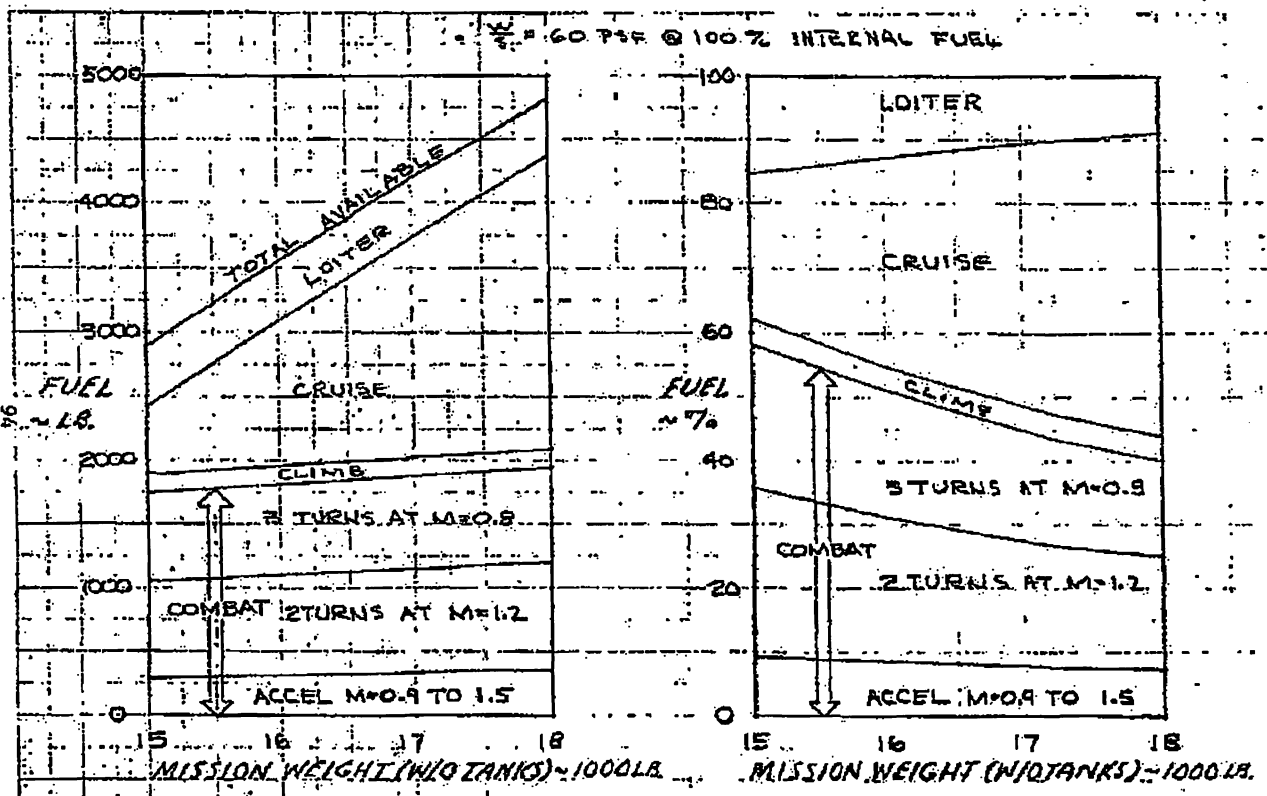 W/S = 60 PSF @ 100% INTERNAL FUEL
5000
4000
3000
2000
1000
0
FUEL
~ LB.
TOTAL AVAILABLE
LOITER
CRUISE
CLIMB
3 TURNS AT M=0.8
COMBAT
2 TURNS AT M=1.2
ACCEL M=0.9 TO 1.5
15 16 17 18
MISSION WEIGHT (W/O TANKS) ~ 1000 LB.
94
100
80
60
40
20
0
FUEL
~ %
LOITER
CRUISE
CLIMB
3 TURNS AT M=0.8
COMBAT
2 TURNS AT M=1.2
ACCEL M=0.9 TO 1.5
15 16 17 18
MISSION WEIGHT (W/O TANKS) ~ 1000 LB.